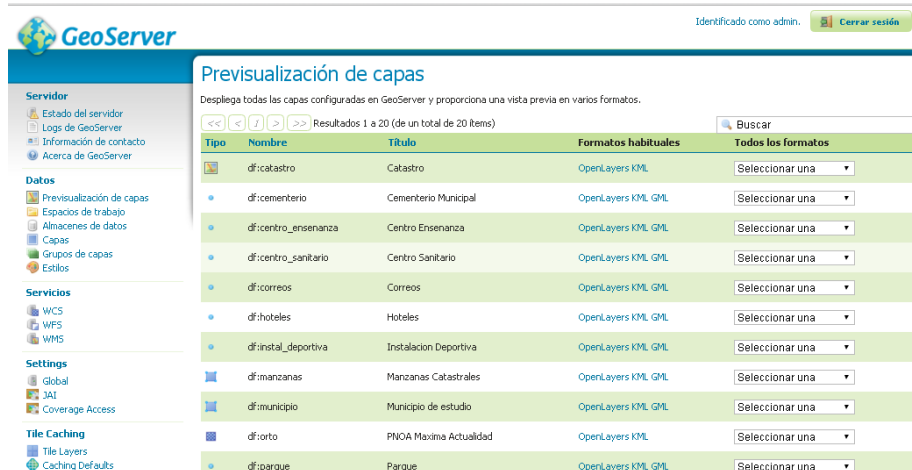 GeoServer
Identificado como admin.
Cerrar sesión
Servidor
Estado del servidor
Logs de GeoServer
Información de contacto
Acerca de GeoServer
Datos
Previsualización de capas
Espacios de trabajo
Almacenes de datos
Capas
Grupos de capas
Estilos
Servicios
WCS
WFS
WMS
Settings
Global
JAI
Coverage Access
Tile Caching
Tile Layers
Caching Defaults
Previsualización de capas
Despliega todas las capas configuradas en GeoServer y proporciona una vista previa en varios formatos.
<< < 1 > >> Resultados 1 a 20 (de un total de 20 ítems)
Buscar
Tipo Nombre Título Formatos habituales Todos los formatos
df:catastro Catastro OpenLayers KML Seleccionar una
df:cementerio Cementerio Municipal OpenLayers KML GML Seleccionar una
df:centro_ensenanza Centro Ensenanza OpenLayers KML GML Seleccionar una
df:centro_sanitario Centro Sanitario OpenLayers KML GML Seleccionar una
df:correos Correos OpenLayers KML GML Seleccionar una
df:hoteles Hoteles OpenLayers KML GML Seleccionar una
df:instal_deportiva Instalacion Deportiva OpenLayers KML GML Seleccionar una
df:manzanas Manzanas Catastrales OpenLayers KML GML Seleccionar una
df:municipio Municipio de estudio OpenLayers KML GML Seleccionar una
df:orto PNOA Maxima Actualidad OpenLayers KML Seleccionar una
df:parque Parque OpenLayers KML GML Seleccionar una